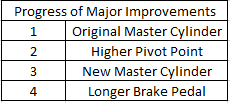 Progress of Major Improvements
1 Original Master Cylinder
2 Higher Pivot Point
3 New Master Cylinder
4 Longer Brake Pedal